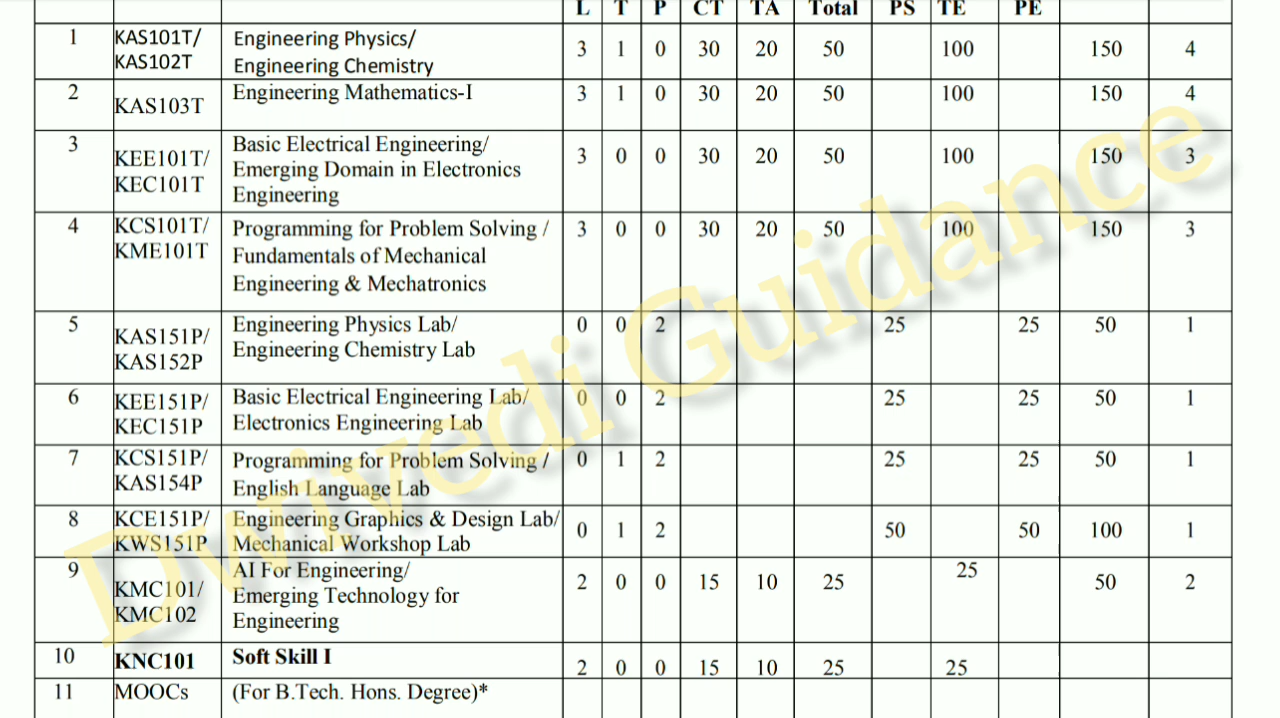 L T P CT TA Total PS TE PE
1 KAS101T/ KAS102T Engineering Physics/ Engineering Chemistry 3 1 0 30 20 50 100 150 4
2 KAS103T Engineering Mathematics-I 3 1 0 30 20 50 100 150 4
3 KEE101T/ KEC101T Basic Electrical Engineering/ Emerging Domain in Electronics Engineering 3 0 0 30 20 50 100 150 3
4 KCS101T/ KME101T Programming for Problem Solving / Fundamentals of Mechanical Engineering & Mechatronics 3 0 0 30 20 50 100 150 3
5 KAS151P/ KAS152P Engineering Physics Lab/ Engineering Chemistry Lab 0 0 2 25 25 50 1
6 KEE151P/ KEC151P Basic Electrical Engineering Lab/ Electronics Engineering Lab 0 0 2 25 25 50 1
7 KCS151P/ KAS154P Programming for Problem Solving / English Language Lab 0 1 2 25 25 50 1
8 KCE151P/ KWS151P Engineering Graphics & Design Lab/ Mechanical Workshop Lab 0 1 2 50 50 100 1
9 KMC101/ KMC102 AI For Engineering/ Emerging Technology for Engineering 2 0 0 15 10 25 25 50 2
10 KNC101 Soft Skill I 2 0 0 15 10 25 25
11 MOOCs (For B.Tech. Hons. Degree)*
Dwivedi Guidance